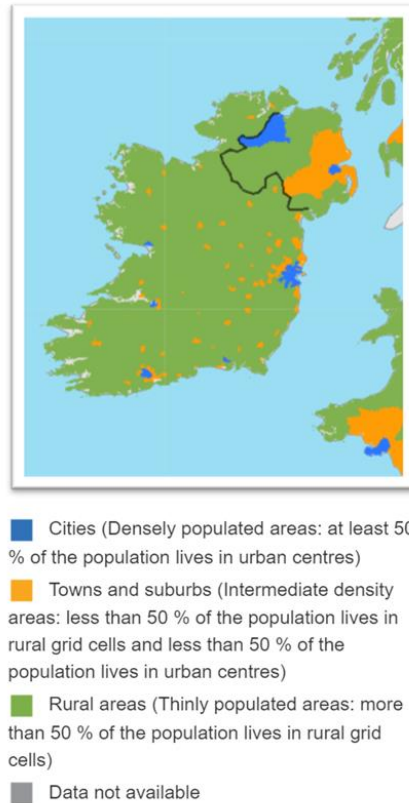 Cities (Densely populated areas: at least 50
% of the population lives in urban centres)
Towns and suburbs (Intermediate density
areas: less than 50 % of the population lives in
rural grid cells and less than 50 % of the
population lives in urban centres)
Rural areas (Thinly populated areas: more
than 50 % of the population lives in rural grid
cells)
Data not available